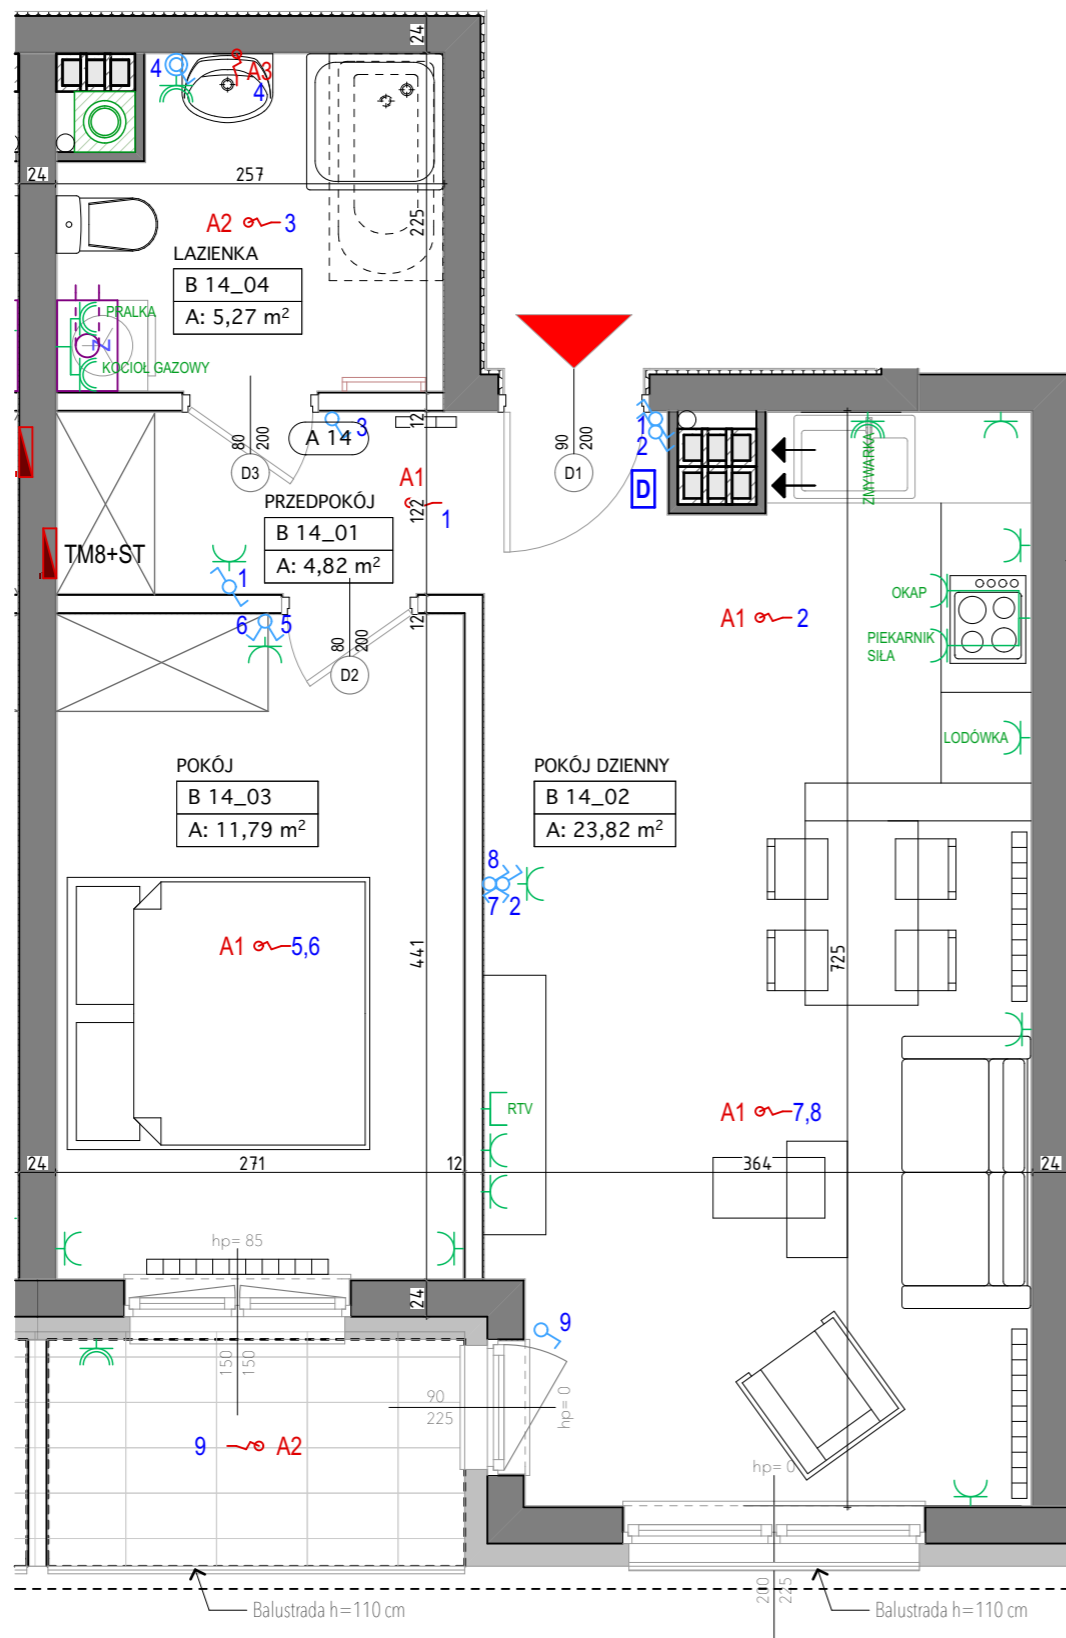 24
4
A3
4
24
257
225
A2
3
LAZIENKA
B 14_04
A: 5,27 m²
PRALKA
Z
KOCIOŁ GAZOWY
12
3
A 14
80
200
D3
90
200
D1
1
2
D
ZMYWARKA
A1
122
1
PRZEDPOKÓJ
B 14_01
A: 4,82 m²
TM8+ST
1
6
5
12
80
200
D2
OKAP
A1
2
PIEKARNIK
SIŁA
LODÓWKA
POKÓJ
B 14_03
A: 11,79 m²
POKÓJ DZIENNY
B 14_02
A: 23,82 m²
8
7
2
A1
5,6
441
725
RTV
A1
7,8
24
271
12
364
24
hp= 85
24
9
150
150
90
225
hp= 0
9
A2
hp= 0
200
225
Balustrada h=110 cm
Balustrada h=110 cm